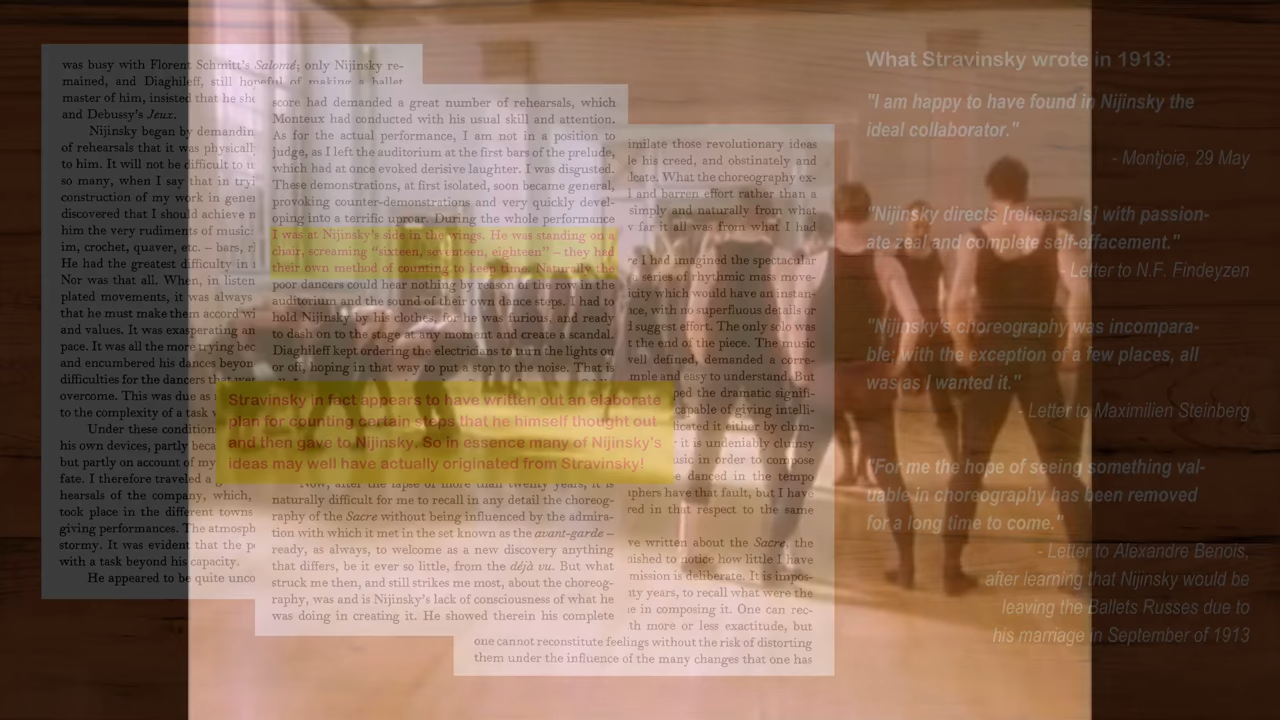 was busy with Florent Schmitt's Salomé; only Nijinsky re-
mained, and Diaghileff, still hopeful of making a ballet
master of him, insisted that he sho
and Debussy's Jeux.
Nijinsky began by demandin
of rehearsals that it was physicall
to him. It will not be difficult to u
so many, when I say that in tryi
construction of my work in gener
discovered that I should achieve n
him the very rudiments of music:
im, crochet, quaver, etc. – bars, r
He had the greatest difficulty in
Nor was that all. When, in listen
plated movements, it was always
that he must make them accord wi
and values. It was exasperating an
pace. It was all the more trying bec
and encumbered his dances beyon
difficulties for the dancers that wer
overcome. This was due as
to the complexity of a task
Under these condition
his own devices, partly beca
but partly on account of my
fate. I therefore traveled a
hearsals of the company, which,
took place in the different towns
giving performances. The atmosph
stormy. It was evident that the p
with a task beyond his capacity.
He appeared to be quite unco
score had demanded a great number of rehearsals, which
Monteux had conducted with his usual skill and attention.
As for the actual performance, I am not in a position to
judge, as I left the auditorium at the first bars of the prelude,
which had at once evoked derisive laughter. I was disgusted.
These demonstrations, at first isolated, soon became general,
provoking counter-demonstrations and very quickly devel-
oping into a terrific uproar. During the whole performance
I was at Nijinsky's side in the wings. He was standing on a
chair, screaming "sixteen, seventeen, eighteen" – they had
their own method of counting to keep time. Naturally the
poor dancers could hear nothing by reason of the row in the
auditorium and the sound of their own dance steps. I had to
hold Nijinsky by his clothes, for he was furious, and ready
to dash on to the stage at any moment and create a scandal.
Diaghileff kept ordering the electricians to turn the lights on
or off, hoping in that way to put a stop to the noise. That is
Stravinsky in fact appears to have written out an elaborate
plan for counting certain steps that he himself thought out
and then gave to Nijinsky. So in essence many of Nijinsky's
ideas may well have actually originated from Stravinsky!
Now, after the lapse of more than twenty years, it is
naturally difficult for me to recall in any detail the choreog-
raphy of the Sacre without being influenced by the admira-
tion with which it met in the set known as the avant-garde –
ready, as always, to welcome as a new discovery anything
that differs, be it ever so little, from the déjà vu. But what
struck me then, and still strikes me most, about the choreog-
raphy, was and is Nijinsky's lack of consciousness of what he
was doing in creating it. He showed therein his complete
imilate those revolutionary ideas
le his creed, and obstinately and
licate. What the choreography ex-
l and barren effort rather than a
simply and naturally from what
v far it all was from what I had
e I had imagined the spectacular
a series of rhythmic mass move-
icity which would have an instan-
nce, with no superfluous details or
l suggest effort. The only solo was
t the end of the piece. The music
vell defined, demanded a corre-
mple and easy to understand. But
ped the dramatic signifi-
capable of giving intelli-
licated it either by clum-
r it is undeniably clumsy
usic in order to compose
e danced in the tempo
phers have that fault, but I have
red in that respect to the same
ve written about the Sacre, the
nished to notice how little I have
mission is deliberate. It is impos-
ty years, to recall what were the
e in composing it. One can rec-
th more or less exactitude, but
one cannot reconstitute feelings without the risk of distorting
them under the influence of the many changes that one has
What Stravinsky wrote in 1913:
"I am happy to have found in Nijinsky the
ideal collaborator."
- Montjoie, 29 May
"Nijinsky directs [rehearsals] with passion-
ate zeal and complete self-effacement."
- Letter to N.F. Findeyzen
"Nijinsky's choreography was incompara-
ble; with the exception of a few places, all
was as I wanted it."
- Letter to Maximilien Steinberg
"For me the hope of seeing something val-
uable in choreography has been removed
for a long time to come."
- Letter to Alexandre Benois,
after learning that Nijinsky would be
leaving the Ballets Russes due to
his marriage in September of 1913